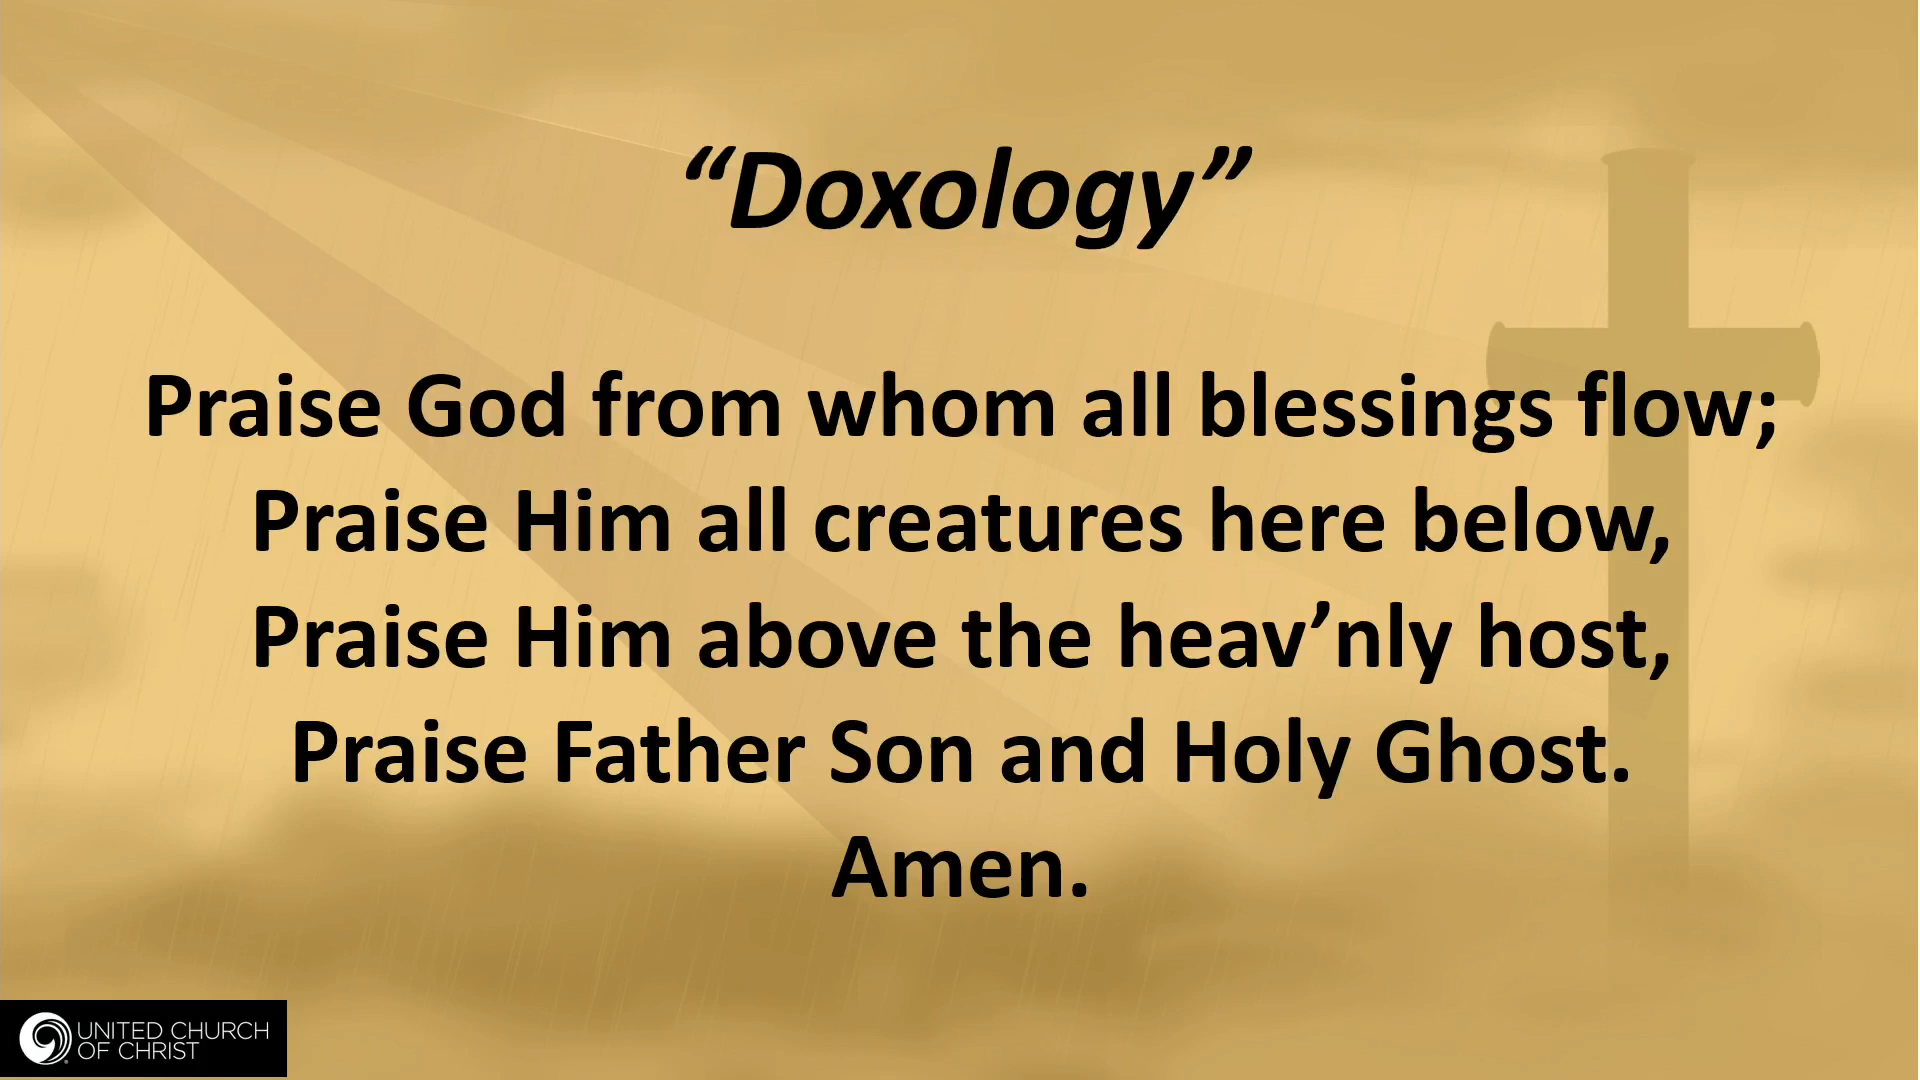 “Doxology”
Praise God from whom all blessings flow;
Praise Him all creatures here below,
Praise Him above the heav’nly host,
Praise Father Son and Holy Ghost.
Amen.
UNITED CHURCH
OF CHRIST